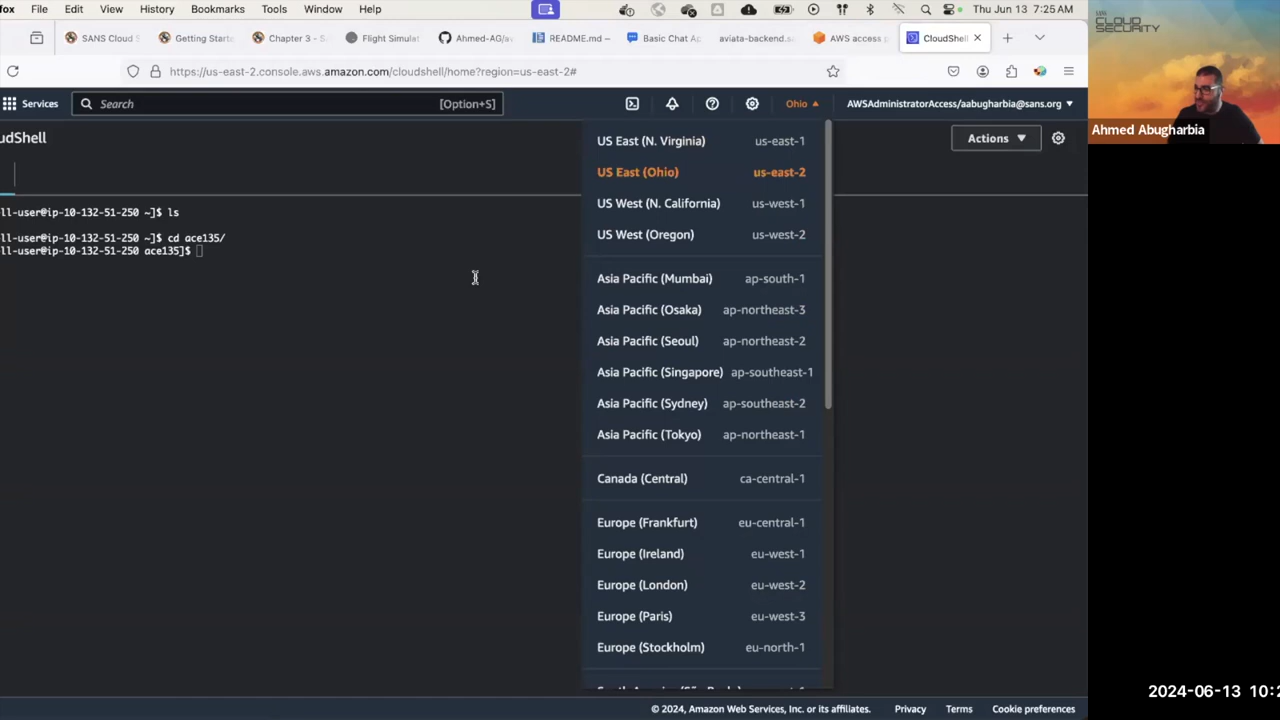 fox File Edit View History Bookmarks Tools Window Help Thu Jun 13 7:25 AM
SANS Cloud S Getting Starte Chapter 3 - S Flight Simulat Ahmed-AG/av README.md — Basic Chat Ap aviata-backend.s AWS access p CloudShell
https://us-east-2.console.aws.amazon.com/cloudshell/home?region=us-east-2#
Services Search [Option+S] Ohio AWSAdministratorAccess/aabugharbia@sans.org
udShell
Actions
ll-user@ip-10-132-51-250 ~]$ ls
ll-user@ip-10-132-51-250 ~]$ cd ace135/
ll-user@ip-10-132-51-250 ace135]$
US East (N. Virginia) us-east-1
US East (Ohio) us-east-2
US West (N. California) us-west-1
US West (Oregon) us-west-2
Asia Pacific (Mumbai) ap-south-1
Asia Pacific (Osaka) ap-northeast-3
Asia Pacific (Seoul) ap-northeast-2
Asia Pacific (Singapore) ap-southeast-1
Asia Pacific (Sydney) ap-southeast-2
Asia Pacific (Tokyo) ap-northeast-1
Canada (Central) ca-central-1
Europe (Frankfurt) eu-central-1
Europe (Ireland) eu-west-1
Europe (London) eu-west-2
Europe (Paris) eu-west-3
Europe (Stockholm) eu-north-1
© 2024, Amazon Web Services, Inc. or its affiliates. Privacy Terms Cookie preferences
CLOUD
SECURITY
Ahmed Abugharbia
2024-06-13 10:2